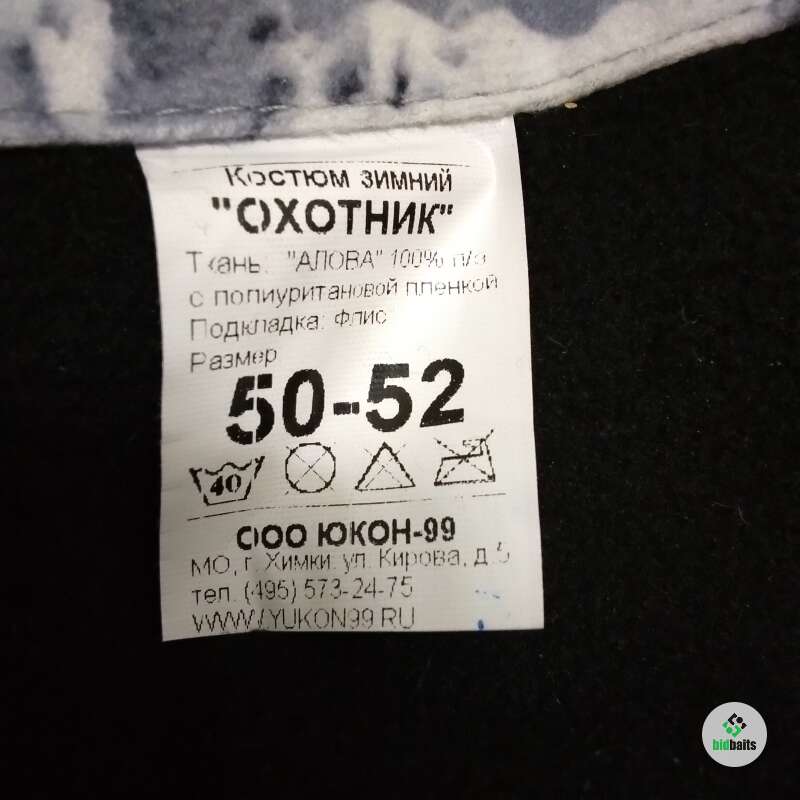 Костюм зимний
"ОХОТНИК"
Ткань: "АЛОВА" 100% п/э
с полиуритановой пленкой
Подкладка: Флис
Размер
50-52
40
ООО ЮКОН-99
МО, г. Химки. ул. Кирова, д.5
тел. (495) 573-24-75
WWW.YUKON99.RU
bidbaits